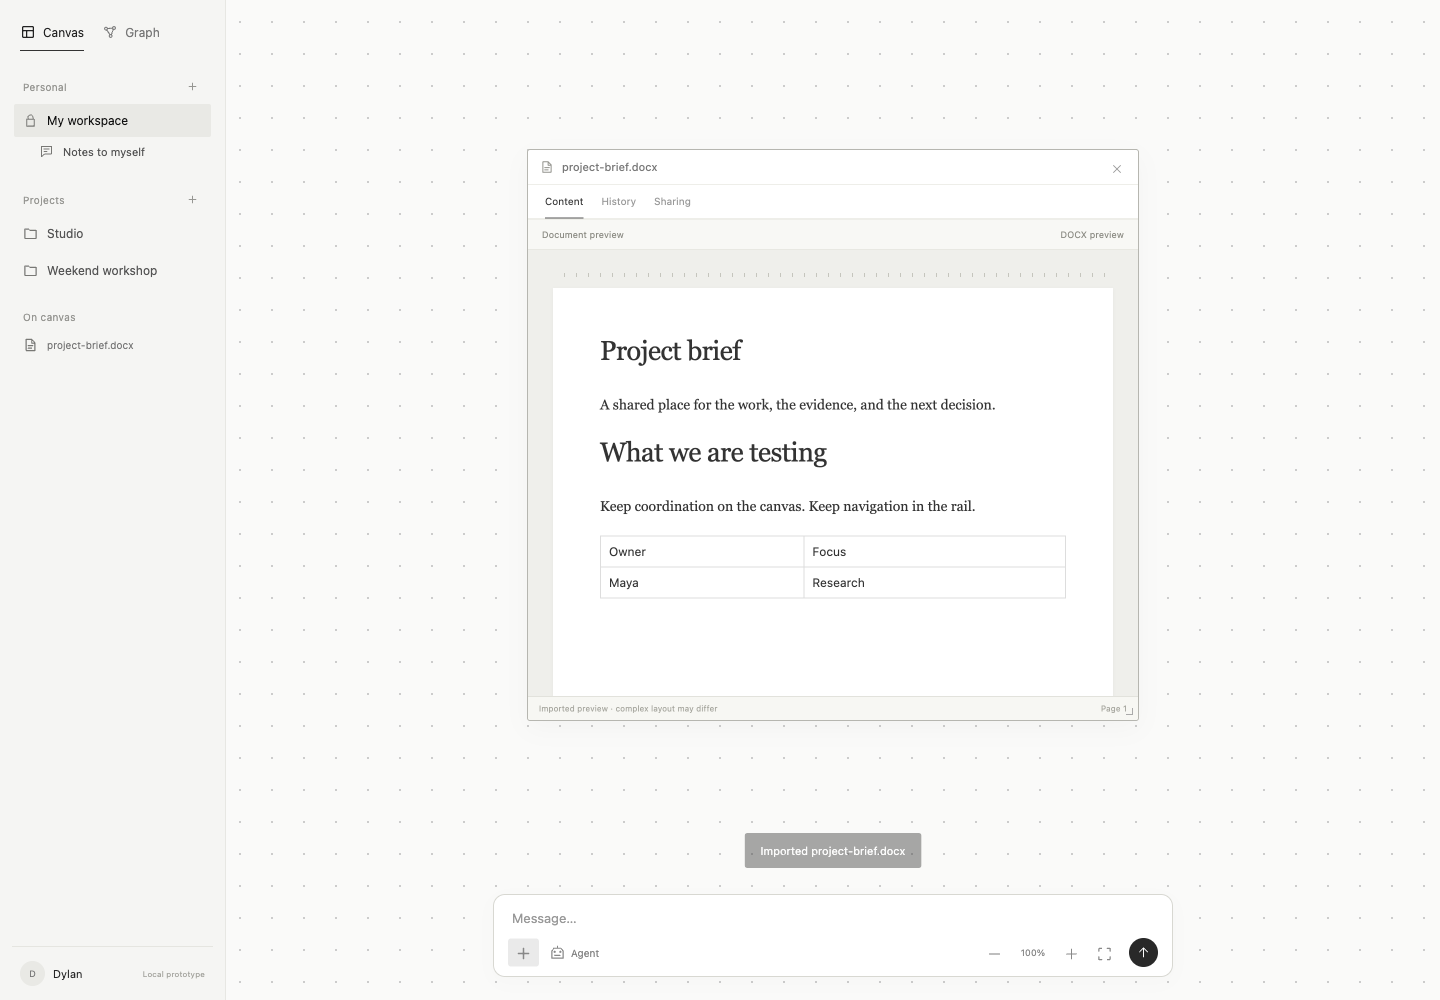 Canvas Graph
Personal
My workspace
Notes to myself
Projects
Studio
Weekend workshop
On canvas
project-brief.docx
D Dylan Local prototype
project-brief.docx
Content History Sharing
Document preview DOCX preview
Project brief
A shared place for the work, the evidence, and the next decision.
What we are testing
Keep coordination on the canvas. Keep navigation in the rail.
Owner Focus
Maya Research
Imported preview · complex layout may differ Page 1
Imported project-brief.docx
Message...
Agent 100%